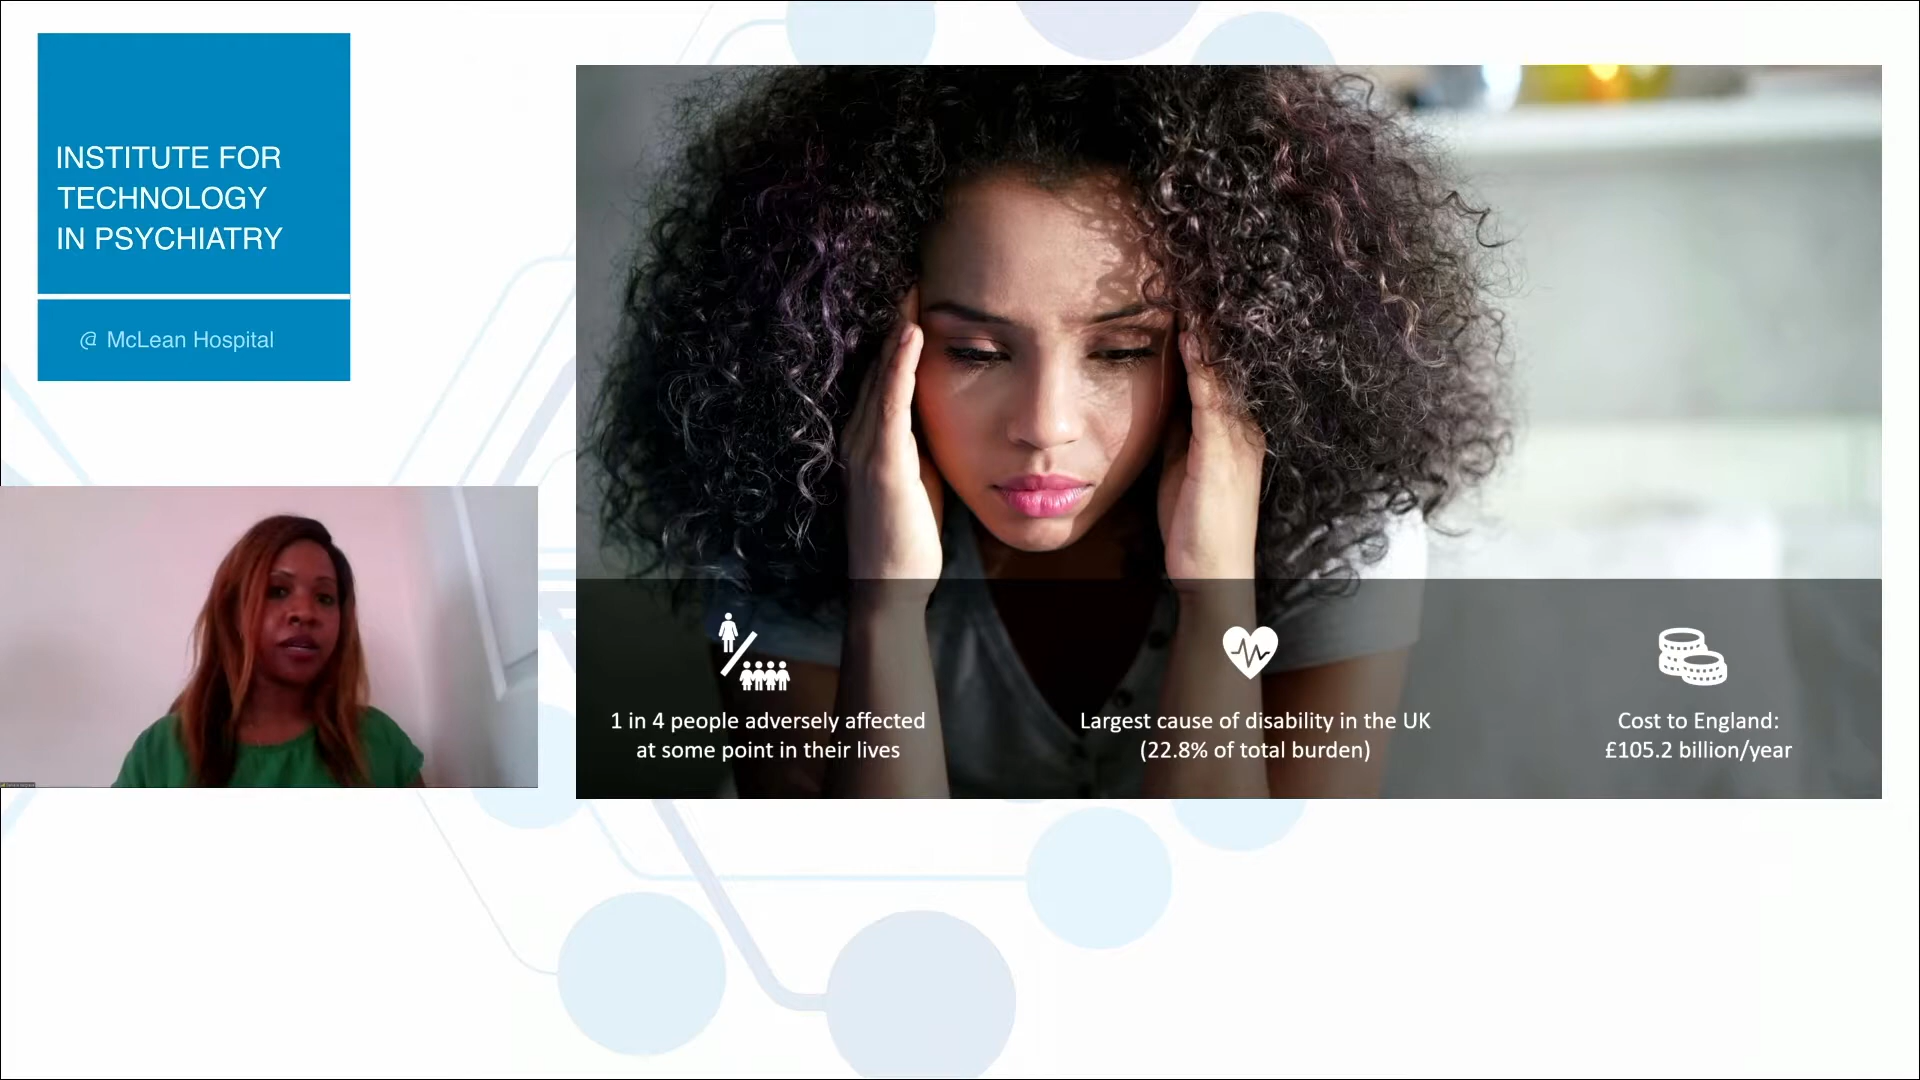 INSTITUTE FOR
TECHNOLOGY
IN PSYCHIATRY
@ McLean Hospital
1 in 4 people adversely affected
at some point in their lives
Largest cause of disability in the UK
(22.8% of total burden)
Cost to England:
£105.2 billion/year